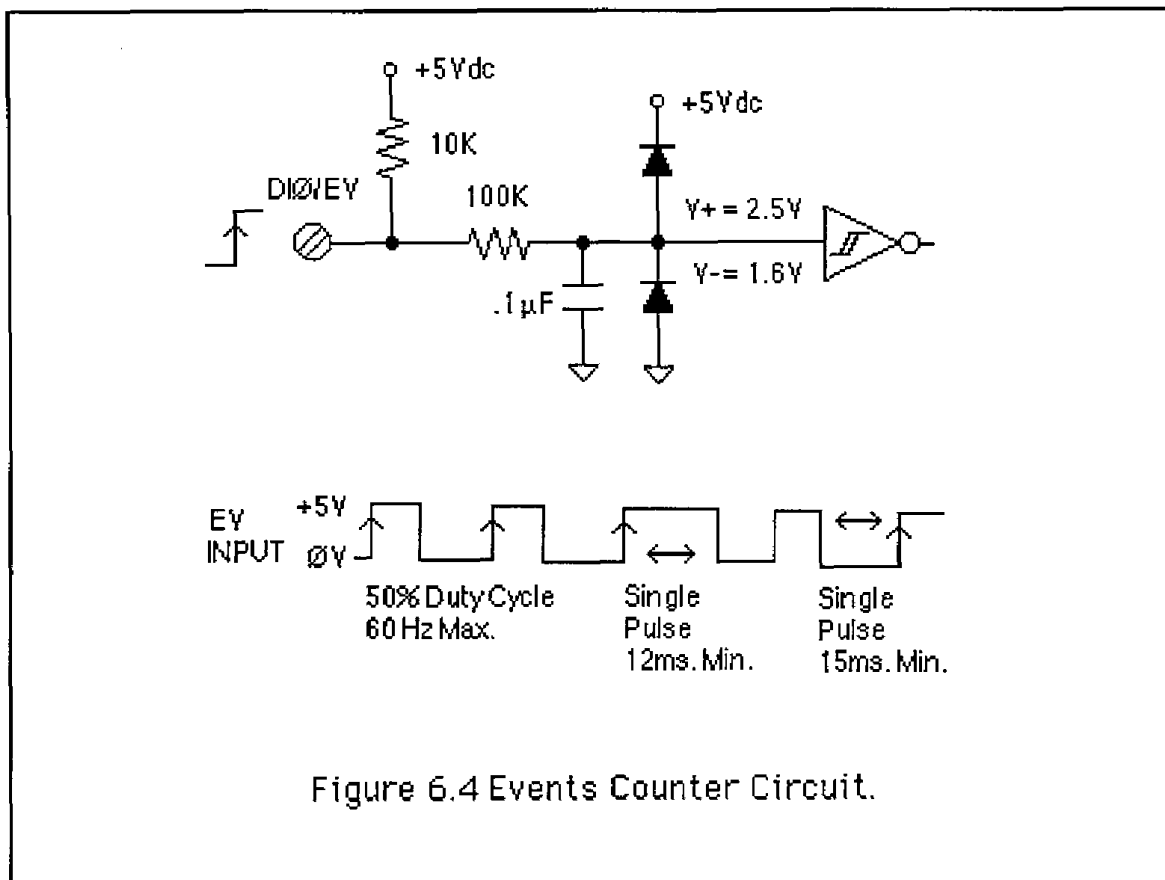 +5Vdc
+5Vdc
10K
DIØ/EV
100K
V+ = 2.5V
V- = 1.6V
.1µF
EV
INPUT
+5V
ØV
50% Duty Cycle
60 Hz Max.
Single
Pulse
12ms. Min.
Single
Pulse
15ms. Min.
Figure 6.4 Events Counter Circuit.